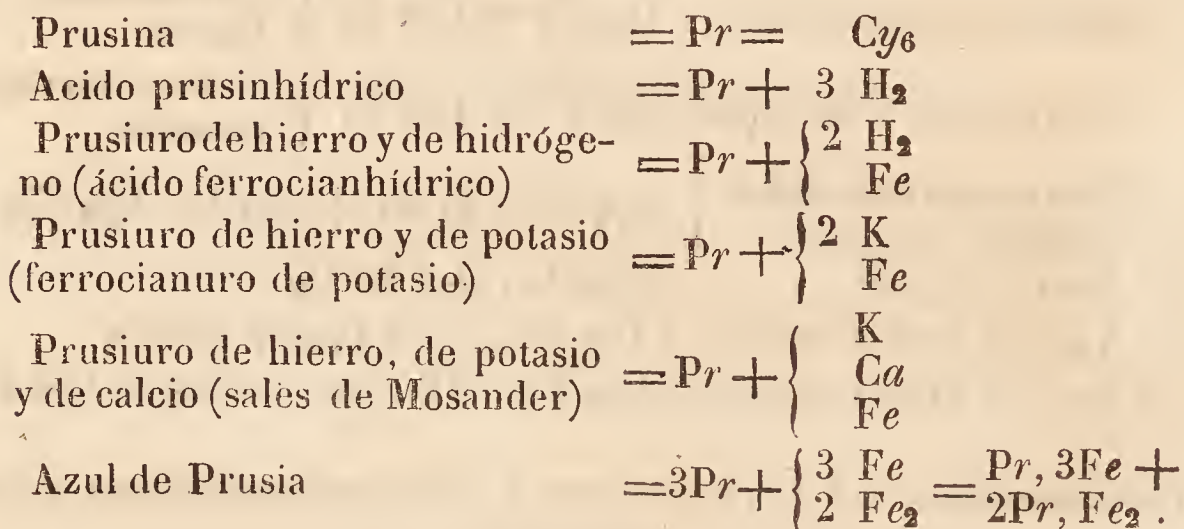 Prusina =Pr= Cy₆
Acido prusinhídrico =Pr+ 3 H₂
Prusiuro de hierro y de hidróge- =Pr+{ 2 H₂
no (ácido ferrocianhídrico) Fe
Prusiuro de hierro y de potasio =Pr+{ 2 K
(ferrocianuro de potasio) Fe
K
Prusiuro de hierro, de potasio =Pr+{ Ca
y de calcio (sales de Mosander) Fe
Azul de Prusia =3Pr+{ 3 Fe = Pr, 3Fe +
2 Fe₂ 2Pr, Fe₂ .